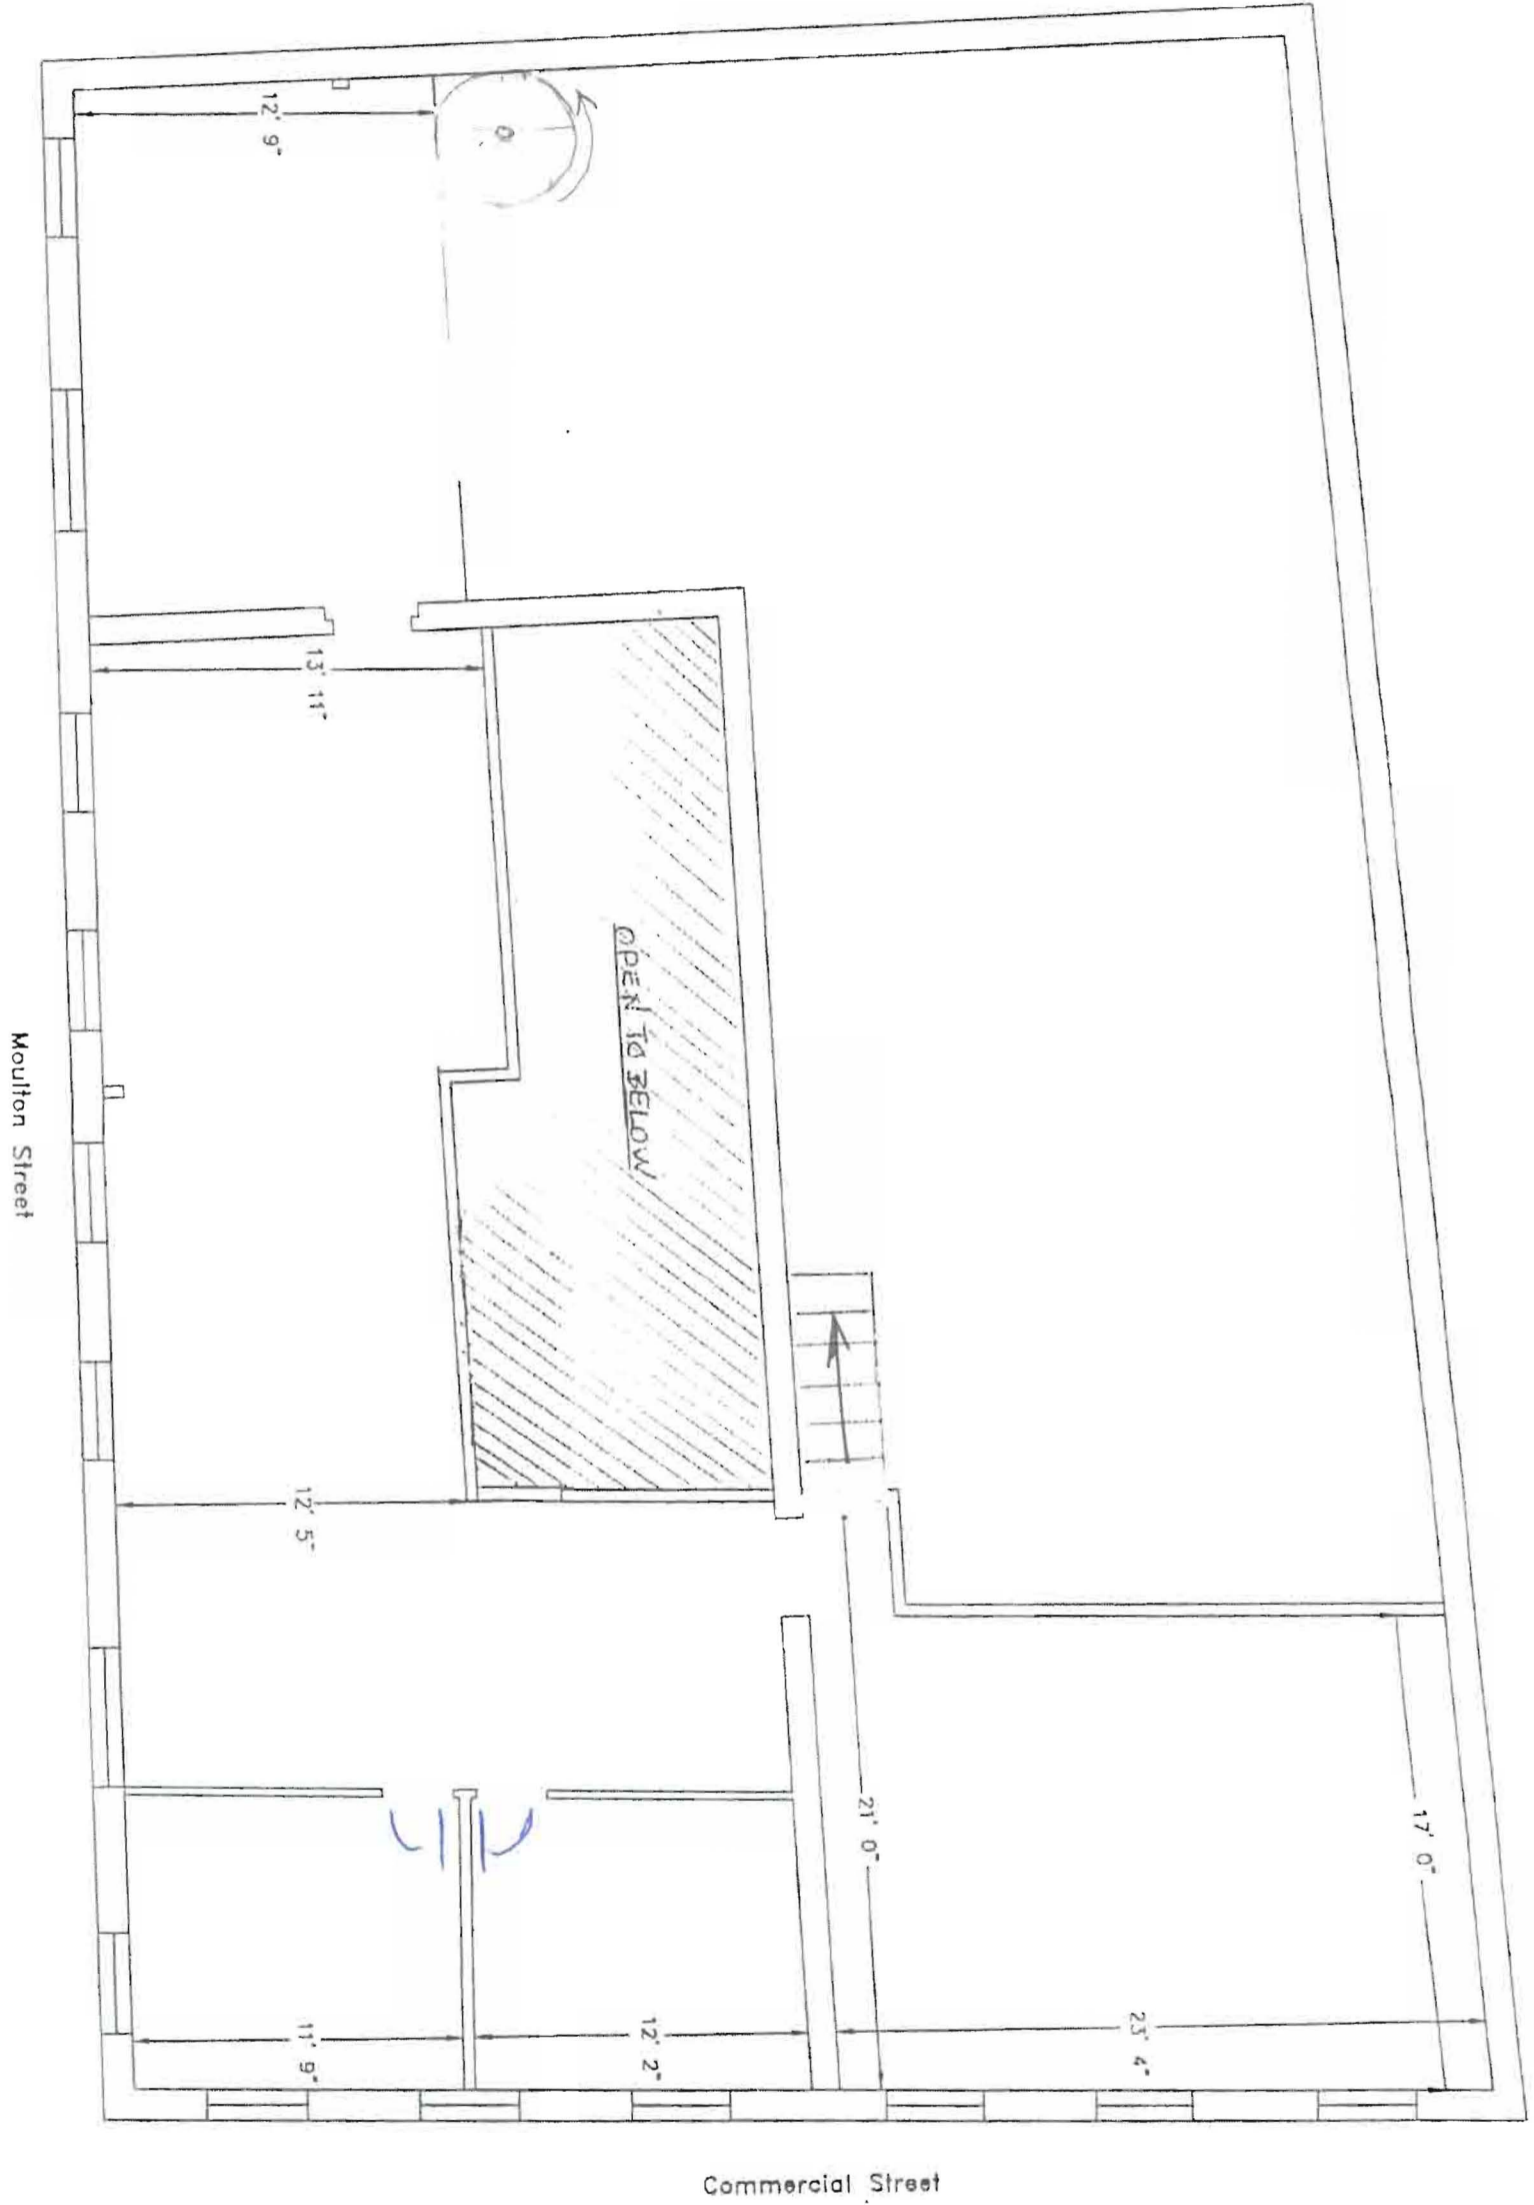 12' 9"
13' 11"
OPEN TO BELOW
Moulton Street
12' 5"
21' 0"
17' 0"
11' 9"
12' 2"
23' 4"
Commercial Street